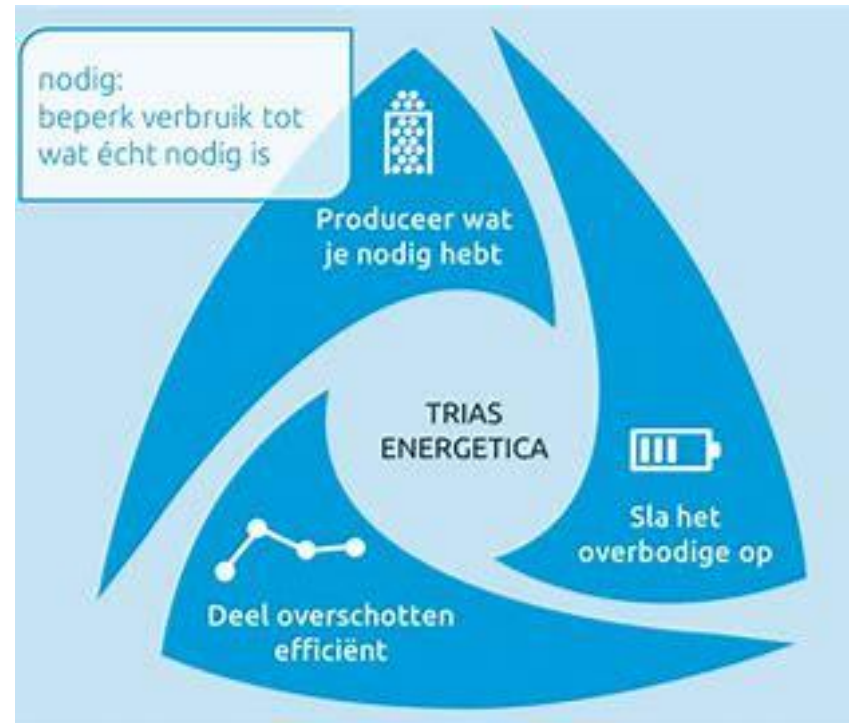 nodig:
beperk verbruik tot
wat écht nodig is
Produceer wat
je nodig hebt
TRIAS
ENERGETICA
Sla het
overbodige op
Deel overschotten
efficiënt